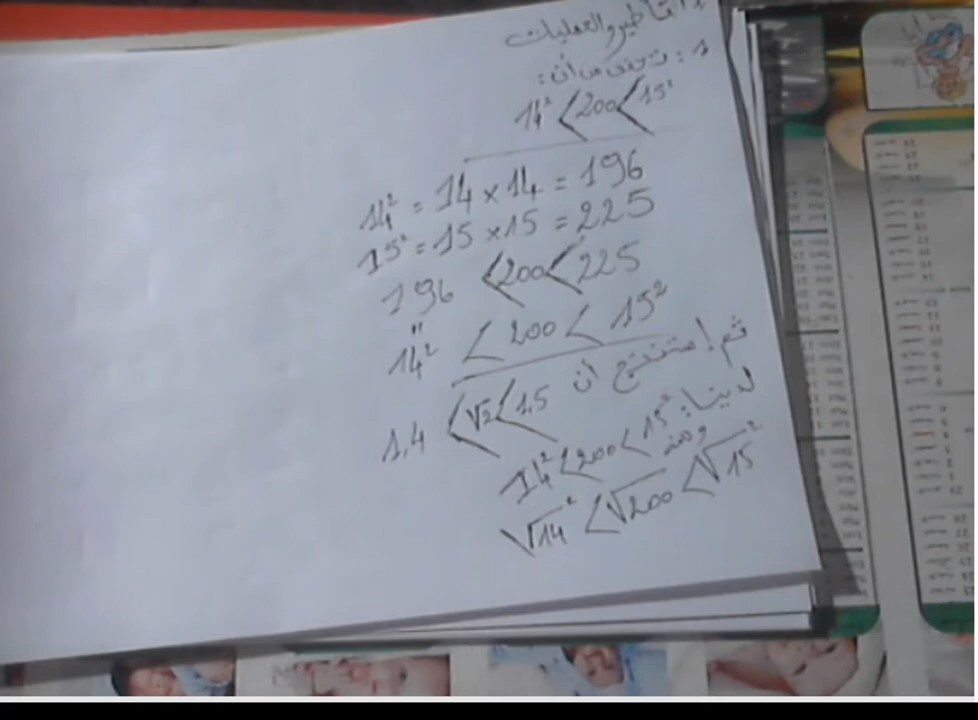 التأطير والعمليات
1: تحقق من أن:
14² < 200 < 15²
14² = 14 × 14 = 196
15² = 15 × 15 = 225
196 < 200 < 225
"
14² < 200 < 15²
ثم إستنتج أن 1,4 < √2 < 1,5
لدينا: 14² < 200 < 15²
ومنه
√14² < √200 < √15²